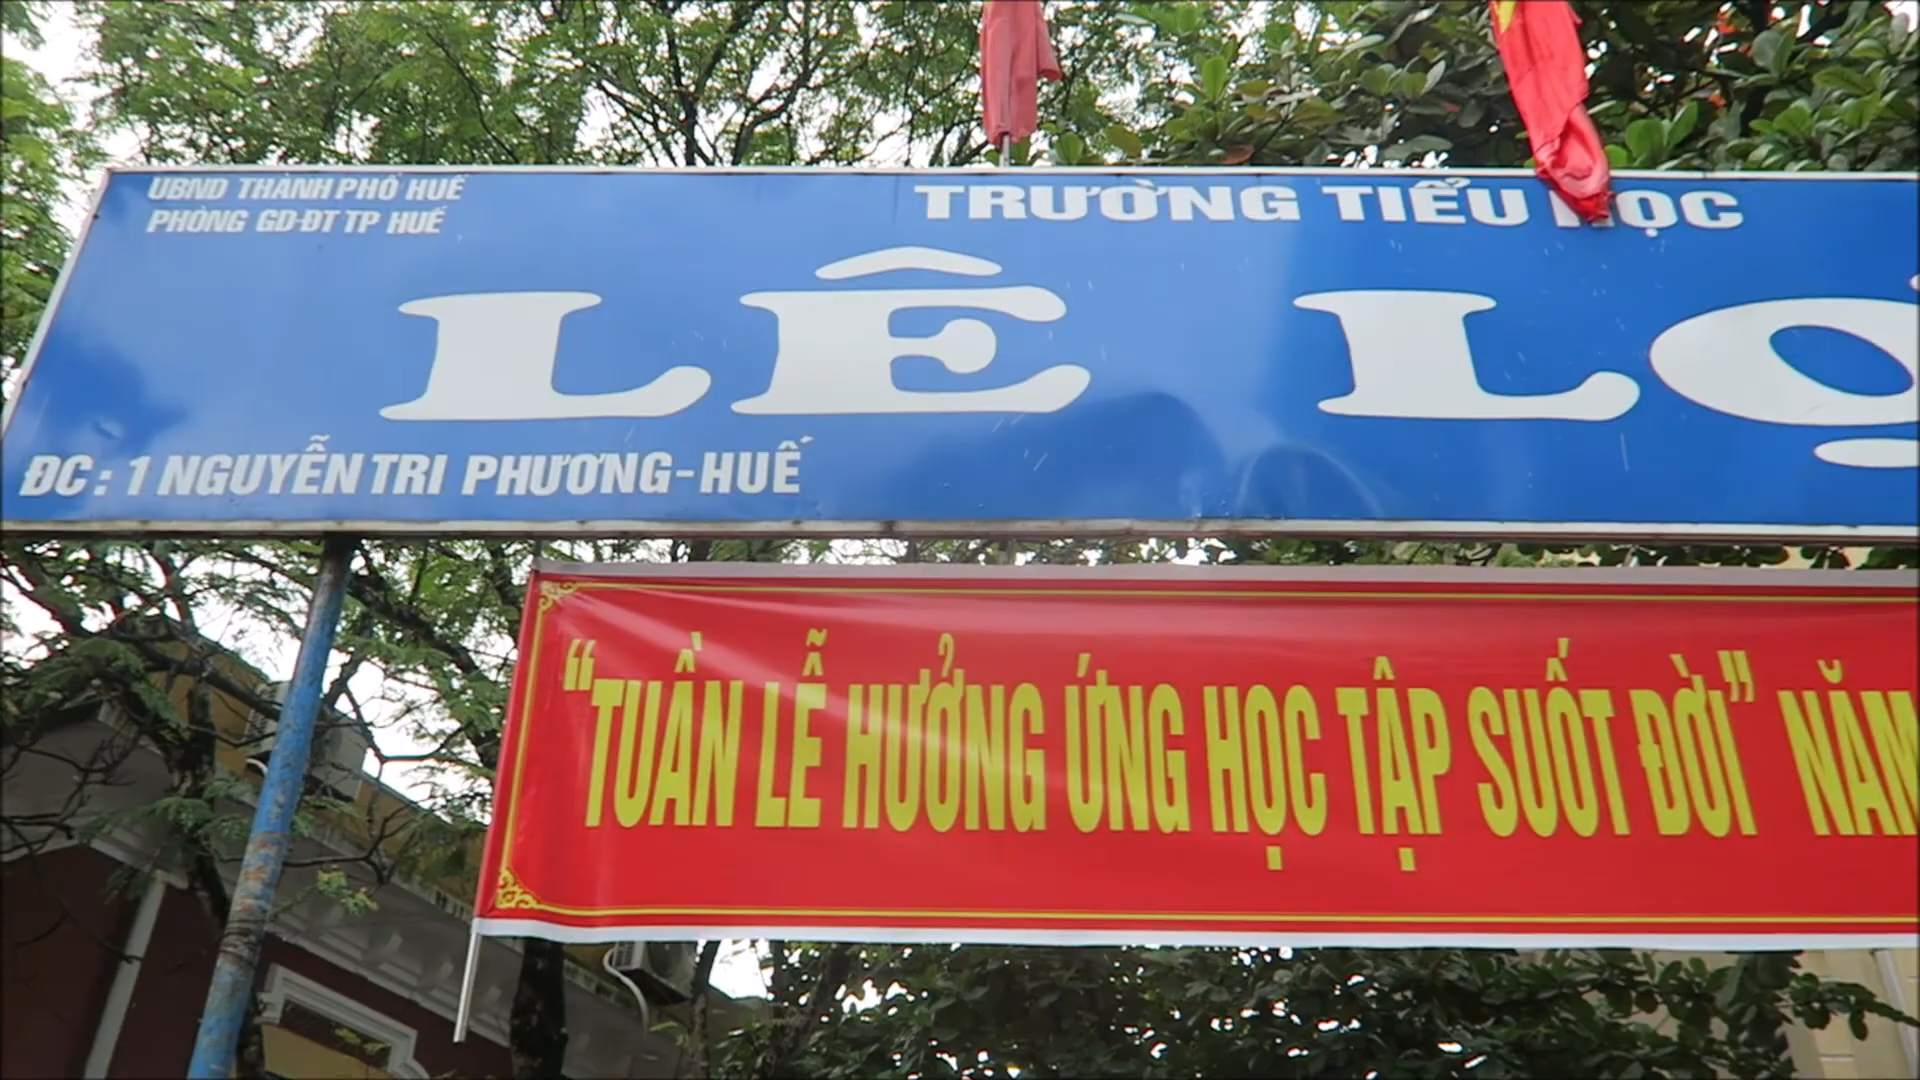 UBND THÀNH PHỐ HUẾ
PHÒNG GD-ĐT TP HUẾ
TRƯỜNG TIỂU HỌC
LÊ
ĐC : 1 NGUYỄN TRI PHƯƠNG - HUẾ
“TUẦN LỄ HƯỞNG ỨNG HỌC TẬP SUỐT ĐỜI” NĂM